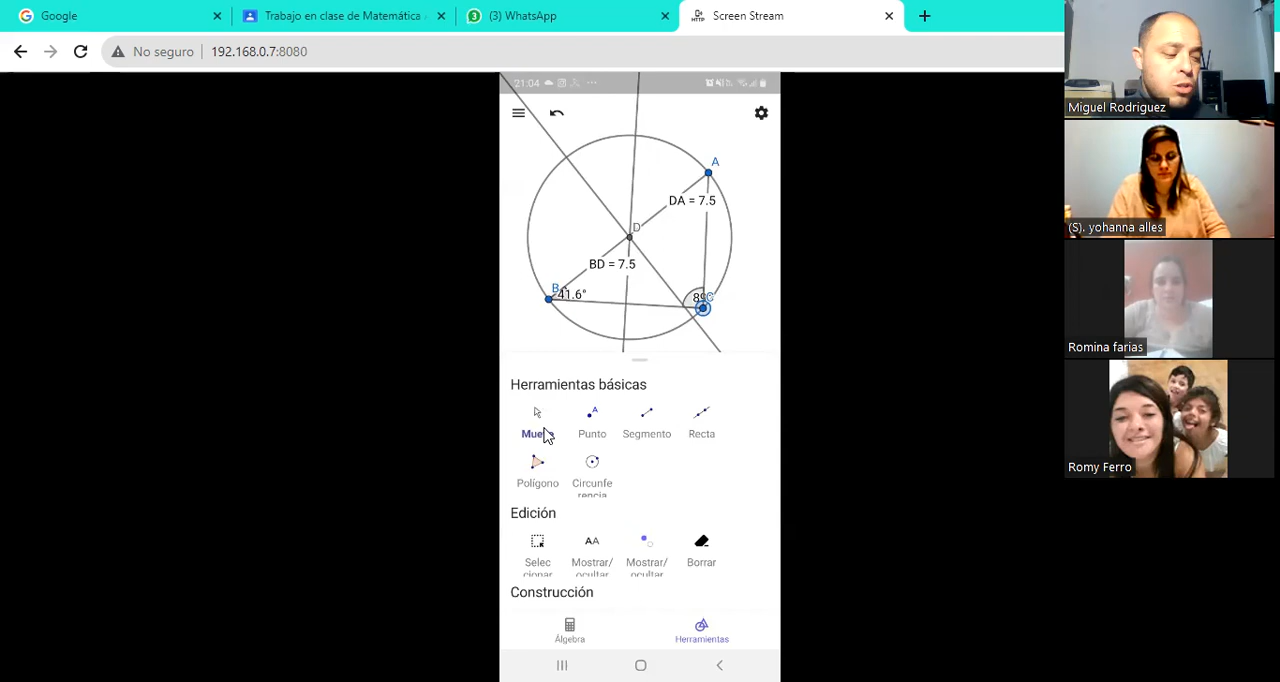 Google
Trabajo en clase de Matemática
(3) WhatsApp
Screen Stream
No seguro
192.168.0.7:8080
21:04
A
DA = 7.5
D
BD = 7.5
B
41.6°
C
Herramientas básicas
Punto
Segmento
Recta
Polígono
Circunfe
rencia
Edición
Selec
cionar
Mostrar/
ocultar
Mostrar/
ocultar
Borrar
Construcción
Álgebra
Herramientas
Miguel Rodriguez
(S). yohanna alles
Romina farias
Romy Ferro